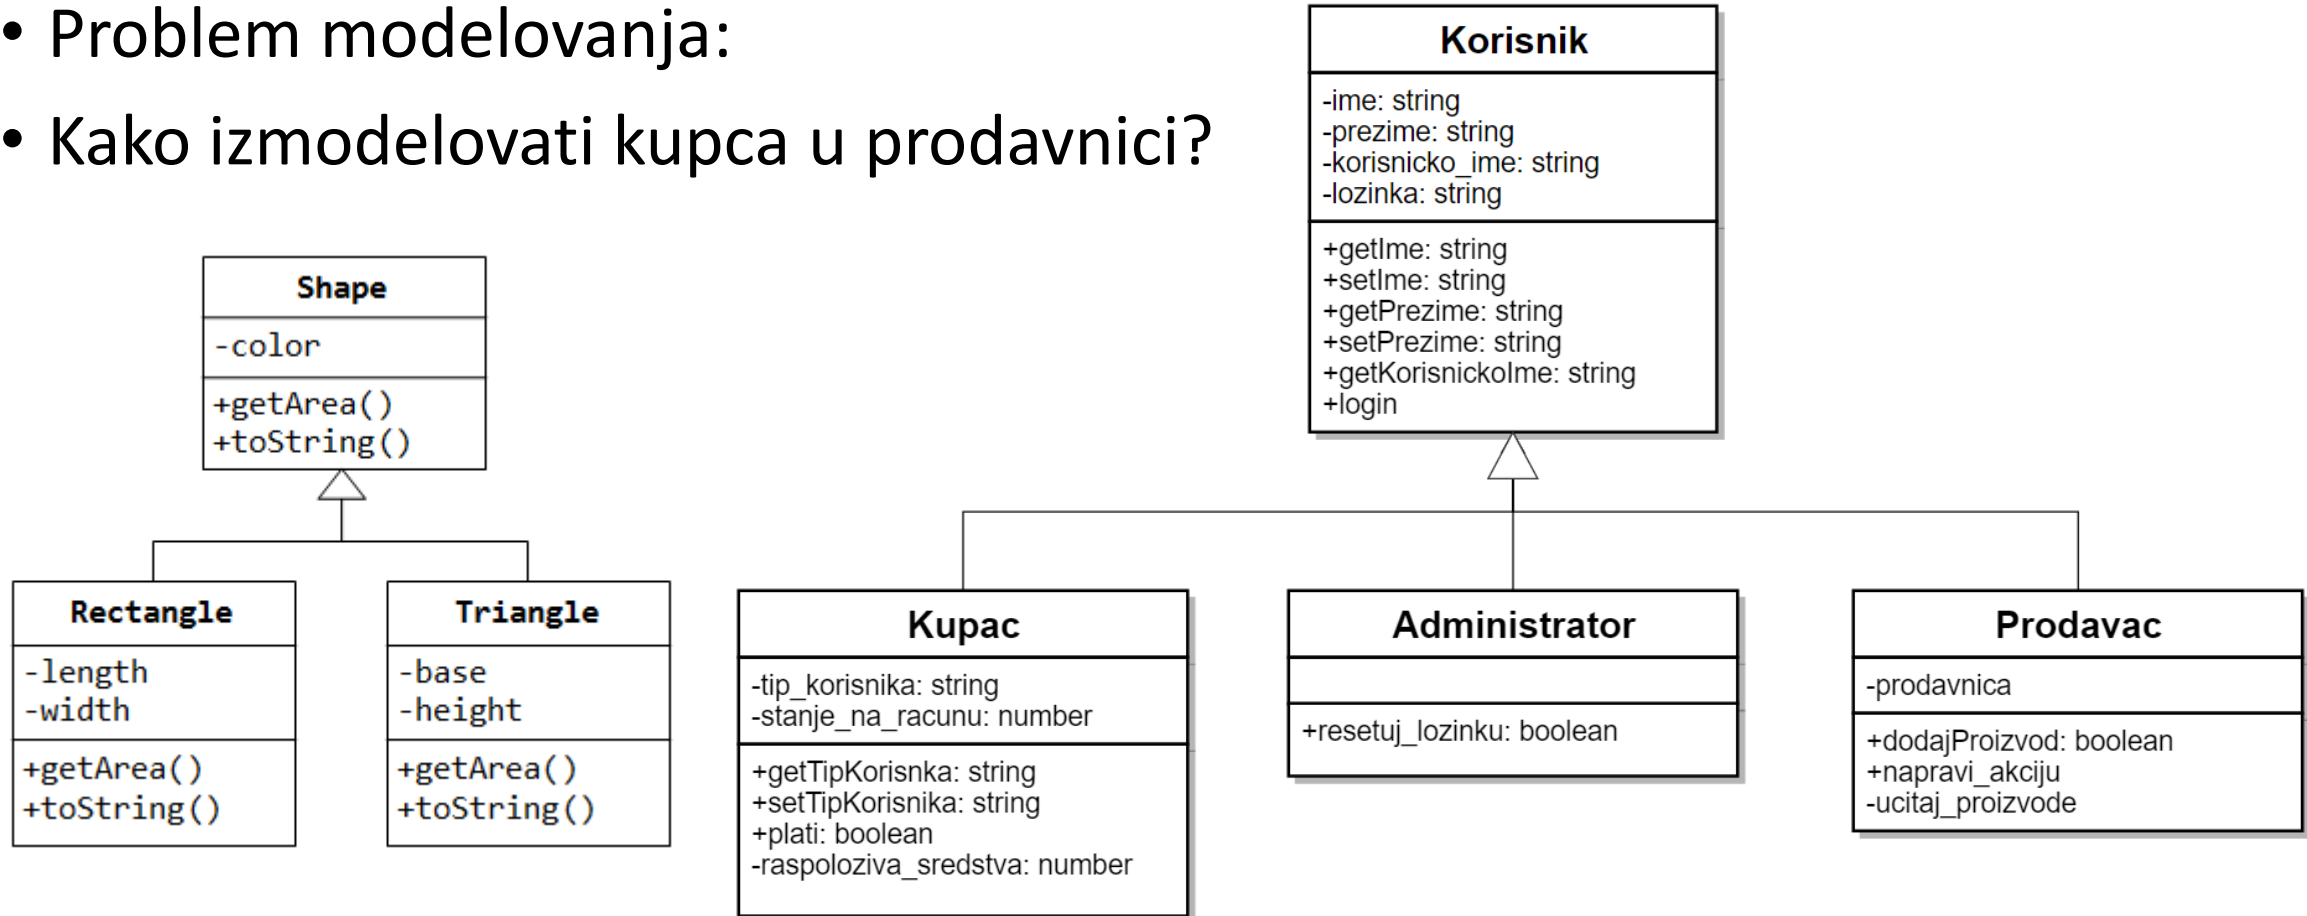 • Problem modelovanja:
• Kako izmodelovati kupca u prodavnici?
Shape
-color
+getArea()
+toString()
Rectangle
-length
-width
+getArea()
+toString()
Triangle
-base
-height
+getArea()
+toString()
Korisnik
-ime: string
-prezime: string
-korisnicko_ime: string
-lozinka: string
+getIme: string
+setIme: string
+getPrezime: string
+setPrezime: string
+getKorisnickoIme: string
+login
Kupac
-tip_korisnika: string
-stanje_na_racunu: number
+getTipKorisnka: string
+setTipKorisnika: string
+plati: boolean
-raspoloziva_sredstva: number
Administrator
+resetuj_lozinku: boolean
Prodavac
-prodavnica
+dodajProizvod: boolean
+napravi_akciju
-ucitaj_proizvode